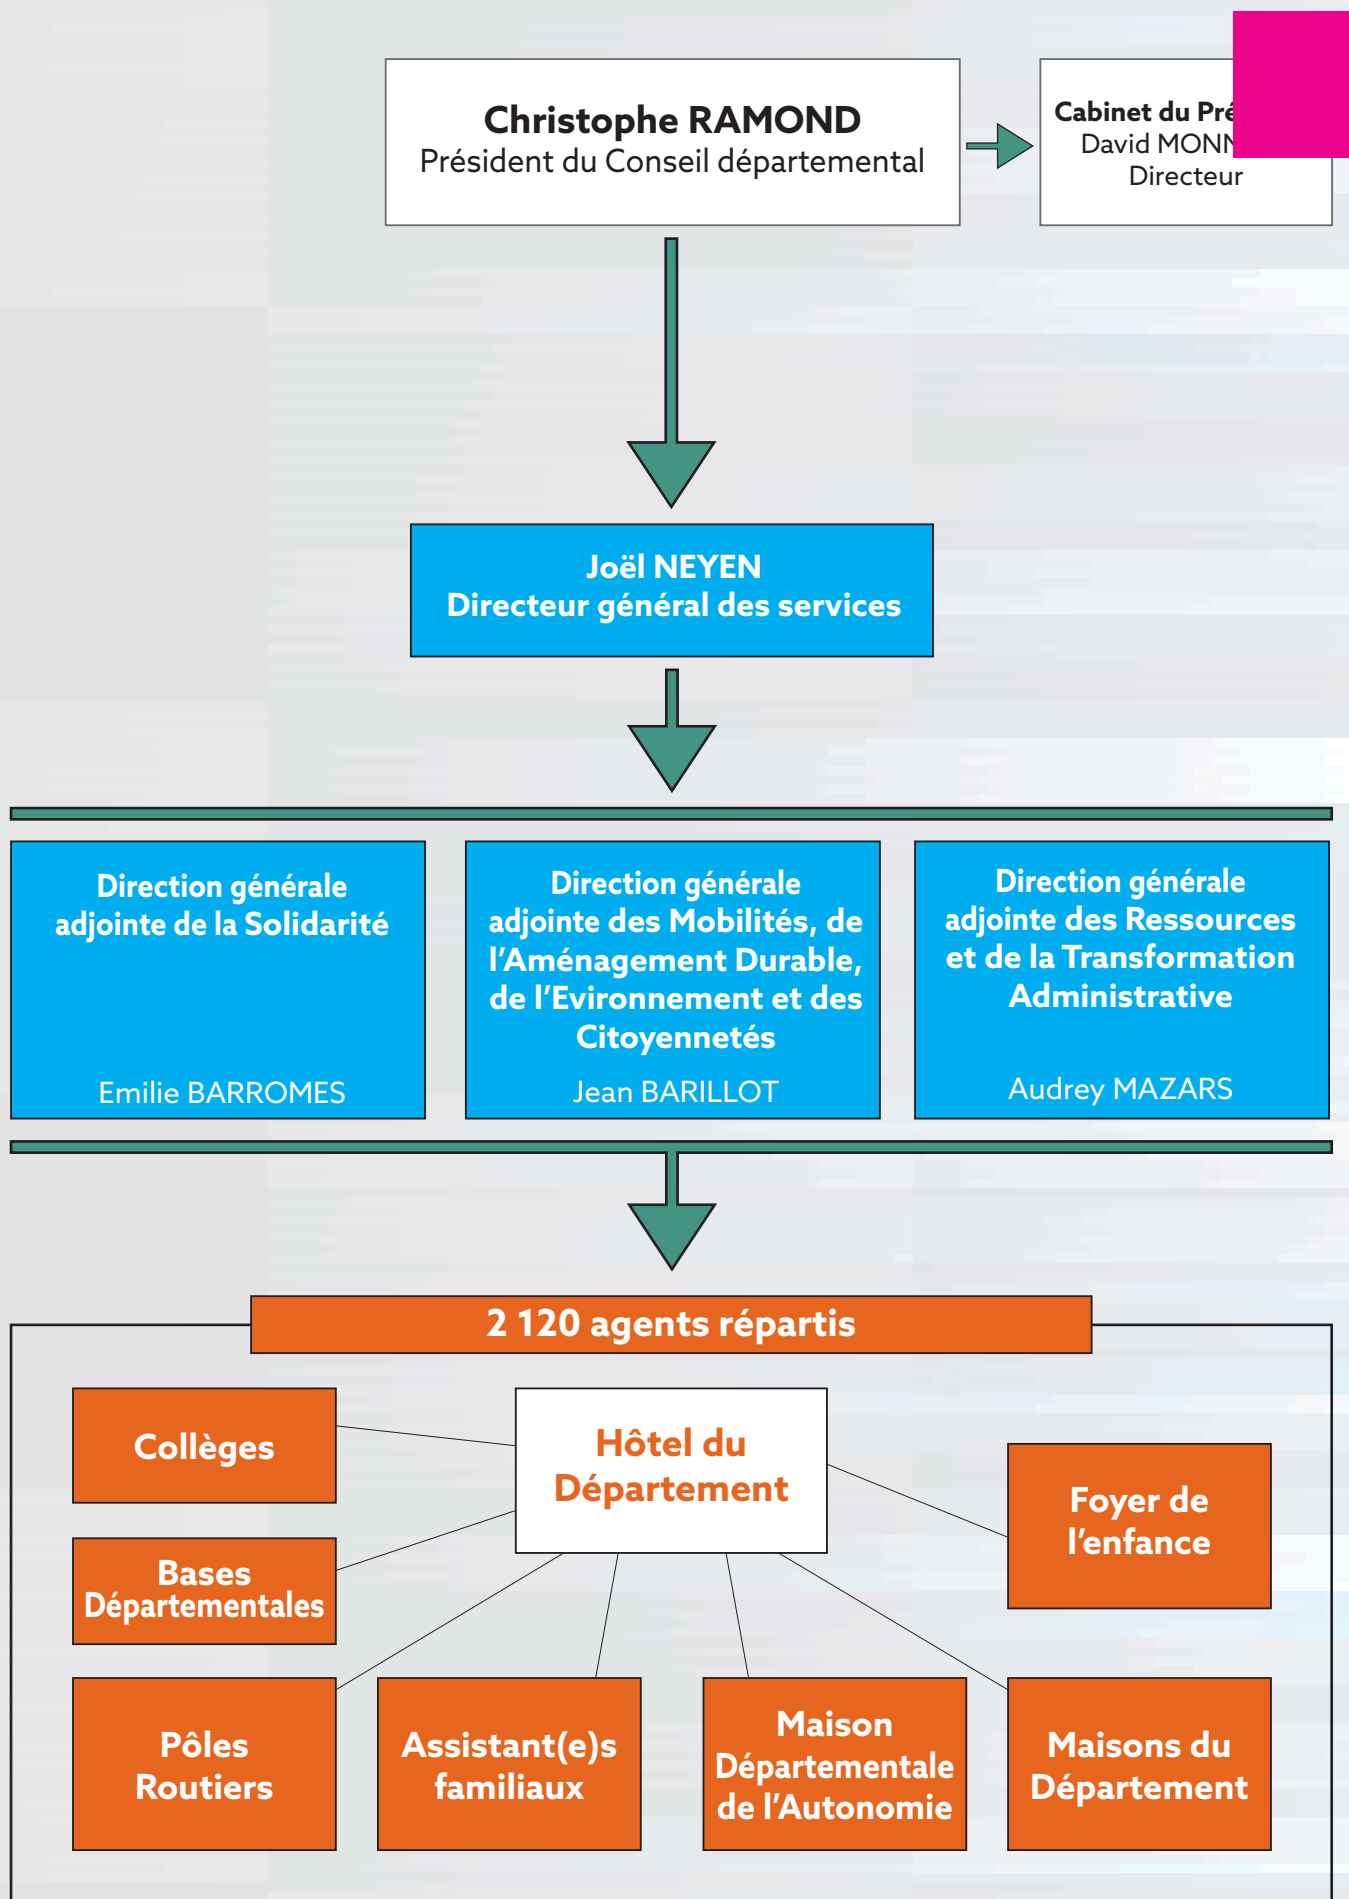 Christophe RAMOND
Président du Conseil départemental
Cabinet du
David
Directeur
Joël NEYEN
Directeur général des services
Direction générale
adjointe de la Solidarité
Emilie BARROMES
Direction générale
adjointe des Mobilités, de
l'Aménagement Durable,
de l'Evironnement et des
Citoyennetés
Jean BARILLOT
Direction générale
adjointe des Ressources
et de la Transformation
Administrative
Audrey MAZARS
2 120 agents répartis
Collèges
Hôtel du
Département
Foyer de
l'enfance
Bases
Départementales
Pôles
Routiers
Assistant(e)s
familiaux
Maison
Départementale
de l'Autonomie
Maisons du
Département